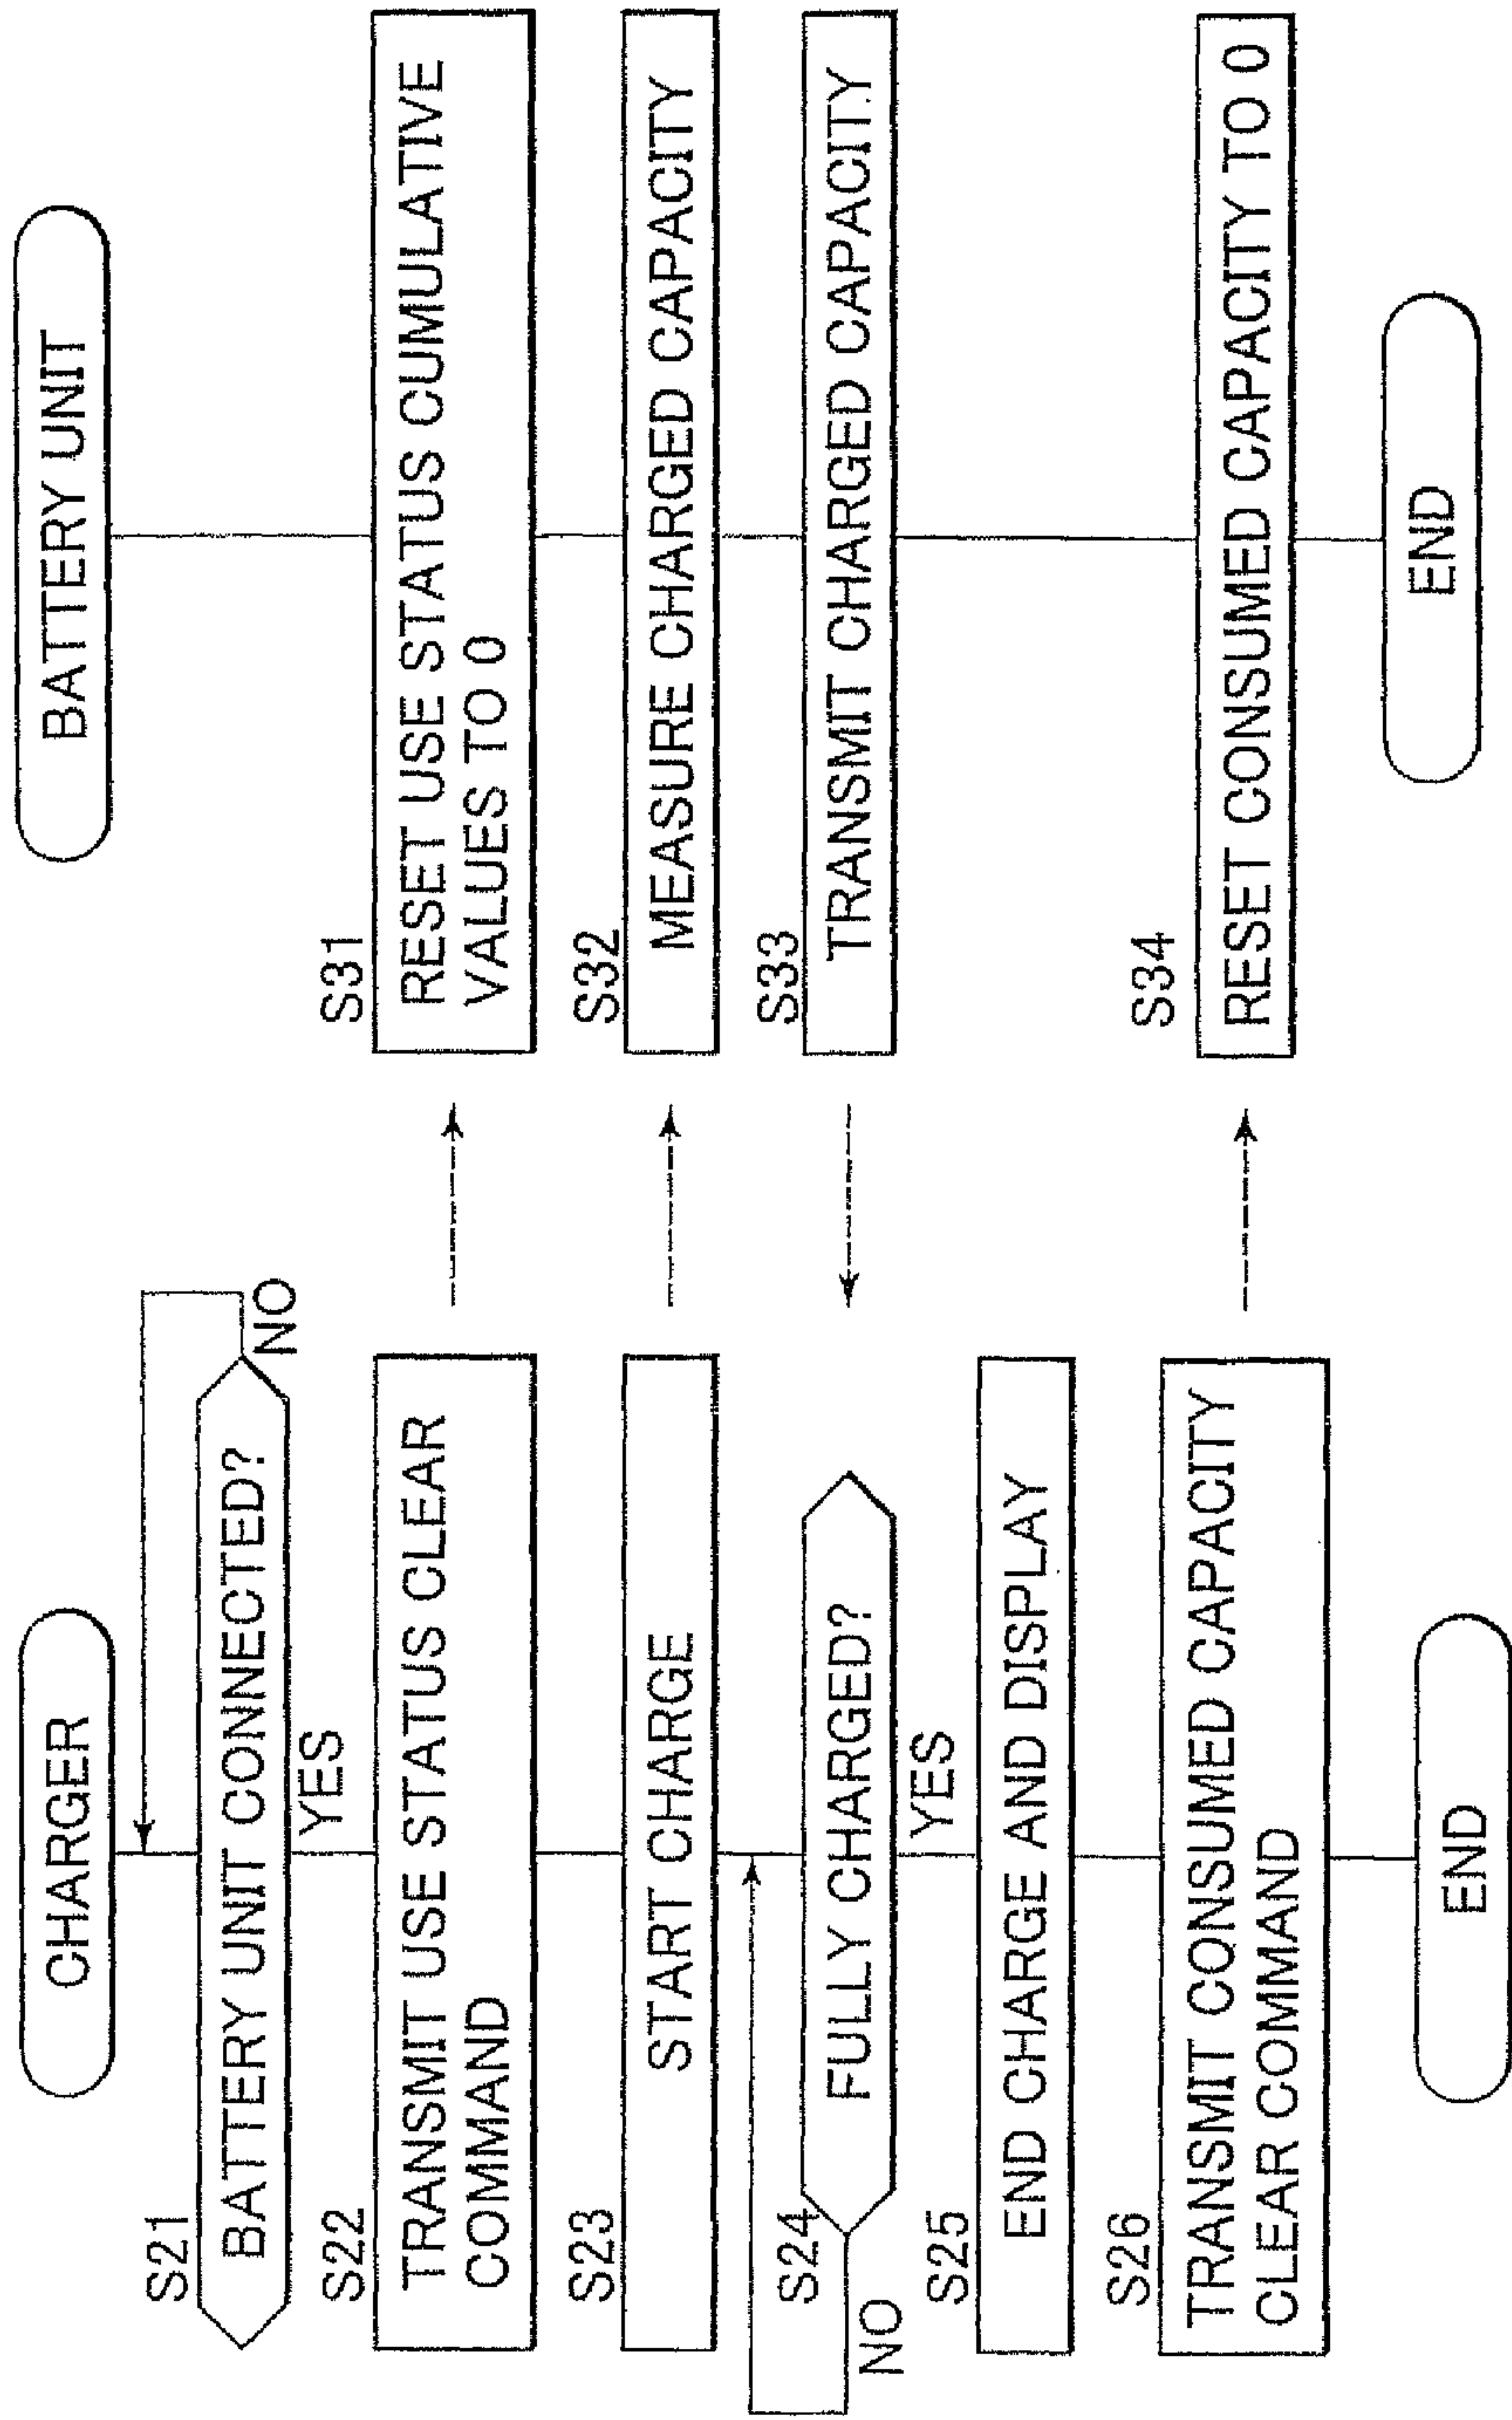 CHARGER
S21
BATTERY UNIT CONNECTED?
NO
YES
S22
TRANSMIT USE STATUS CLEAR
COMMAND
S23
START CHARGE
S24
FULLY CHARGED?
NO
YES
S25
END CHARGE AND DISPLAY
S26
TRANSMIT CONSUMED CAPACITY
CLEAR COMMAND
END
BATTERY UNIT
S31
RESET USE STATUS CUMULATIVE
VALUES TO 0
S32
MEASURE CHARGED CAPACITY
S33
TRANSMIT CHARGED CAPACITY
S34
RESET CONSUMED CAPACITY TO 0
END